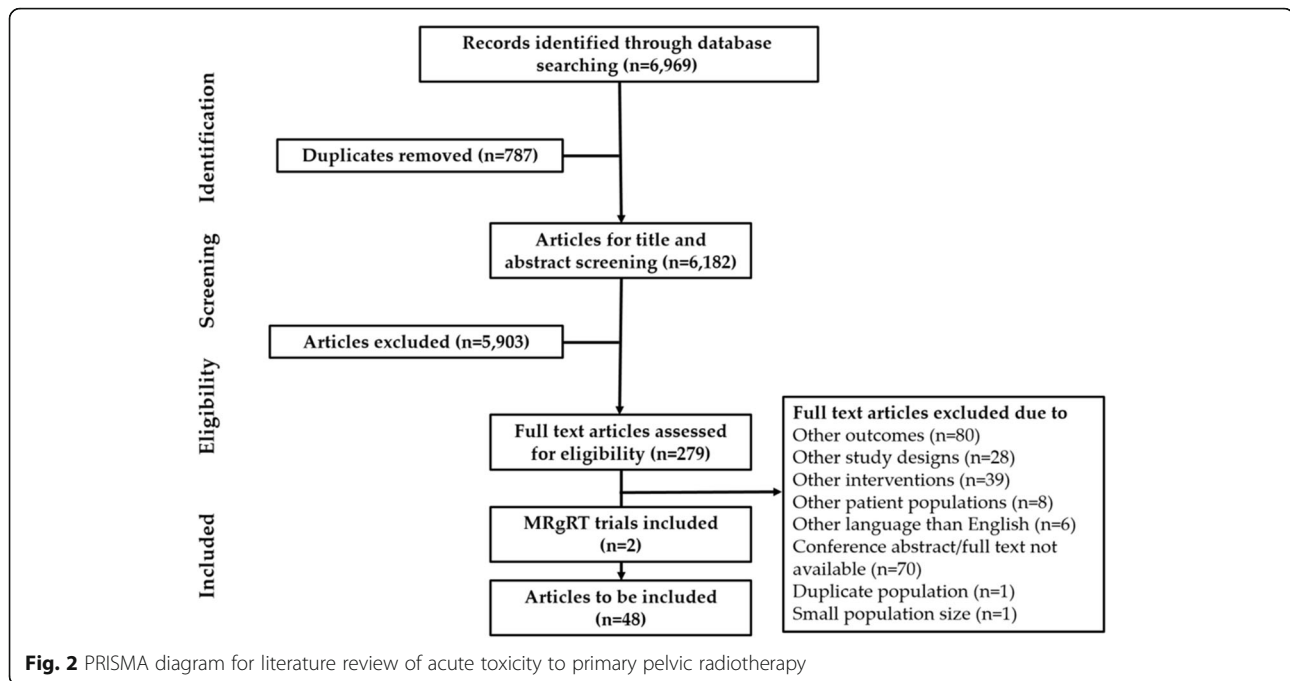 Records identified through database
searching (n=6,969)
Identification
Duplicates removed (n=787)
Articles for title and
abstract screening (n=6,182)
Screening
Articles excluded (n=5,903)
Eligibility
Full text articles assessed
for eligibility (n=279)
Full text articles excluded due to
Other outcomes (n=80)
Other study designs (n=28)
Other interventions (n=39)
Other patient populations (n=8)
Other language than English (n=6)
Conference abstract/full text not
available (n=70)
Duplicate population (n=1)
Small population size (n=1)
MRgRT trials included
(n=2)
Included
Articles to be included
(n=48)
Fig. 2 PRISMA diagram for literature review of acute toxicity to primary pelvic radiotherapy